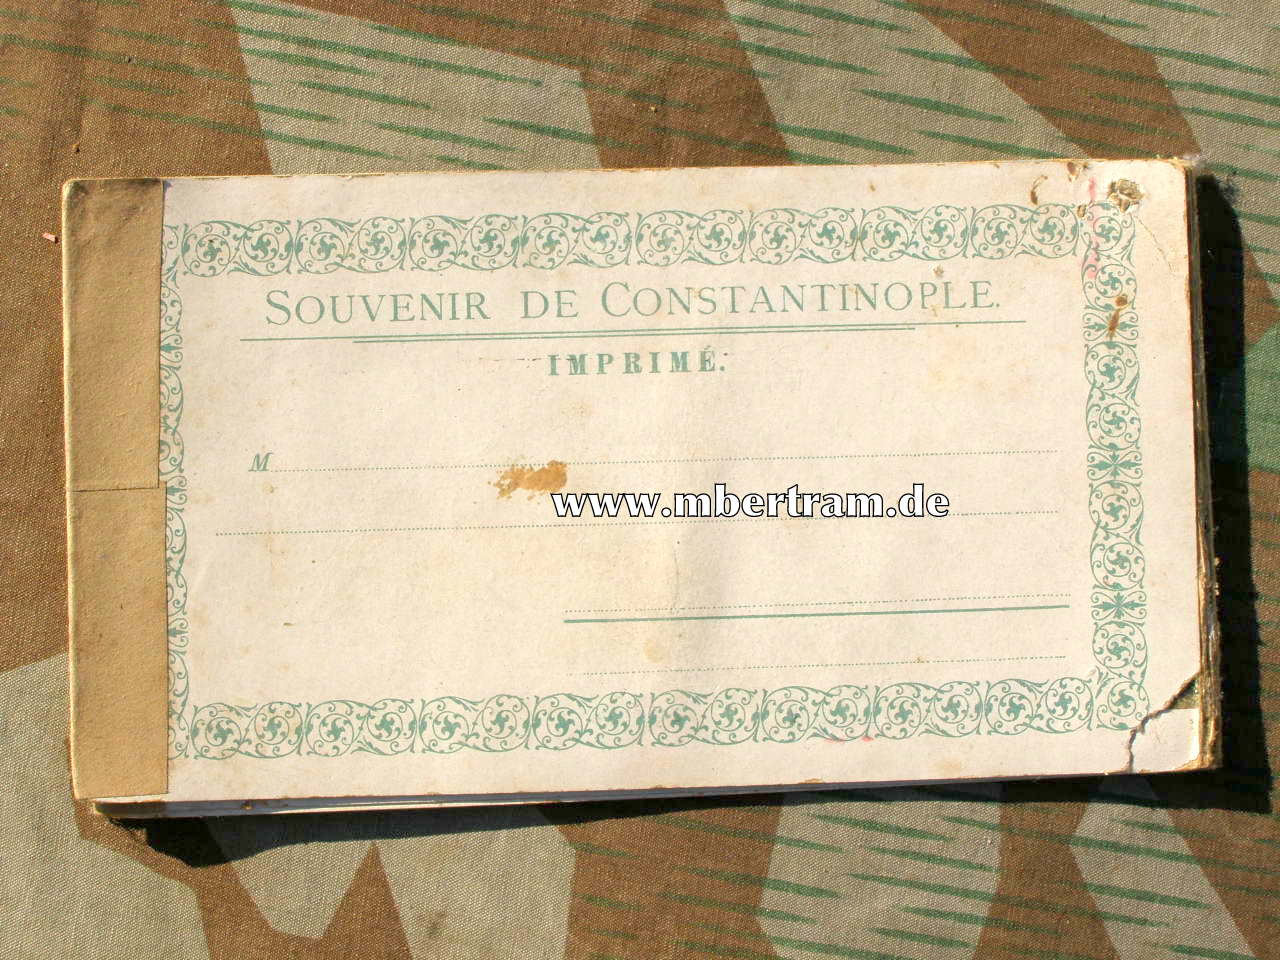 SOUVENIR DE CONSTANTINOPLE.
IMPRIMÉ.
M
www.mbertram.de